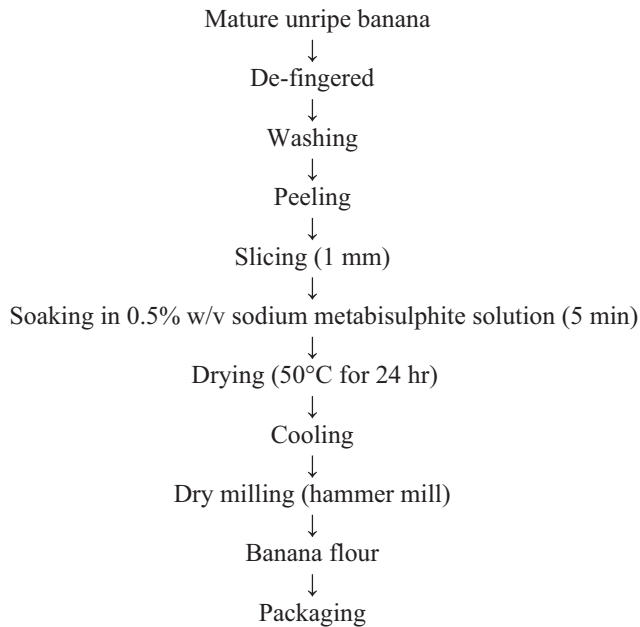 Mature unripe banana
↓
De-fingered
↓
Washing
↓
Peeling
↓
Slicing (1 mm)
↓
Soaking in 0.5% w/v sodium metabisulphite solution (5 min)
↓
Drying (50°C for 24 hr)
↓
Cooling
↓
Dry milling (hammer mill)
↓
Banana flour
↓
Packaging